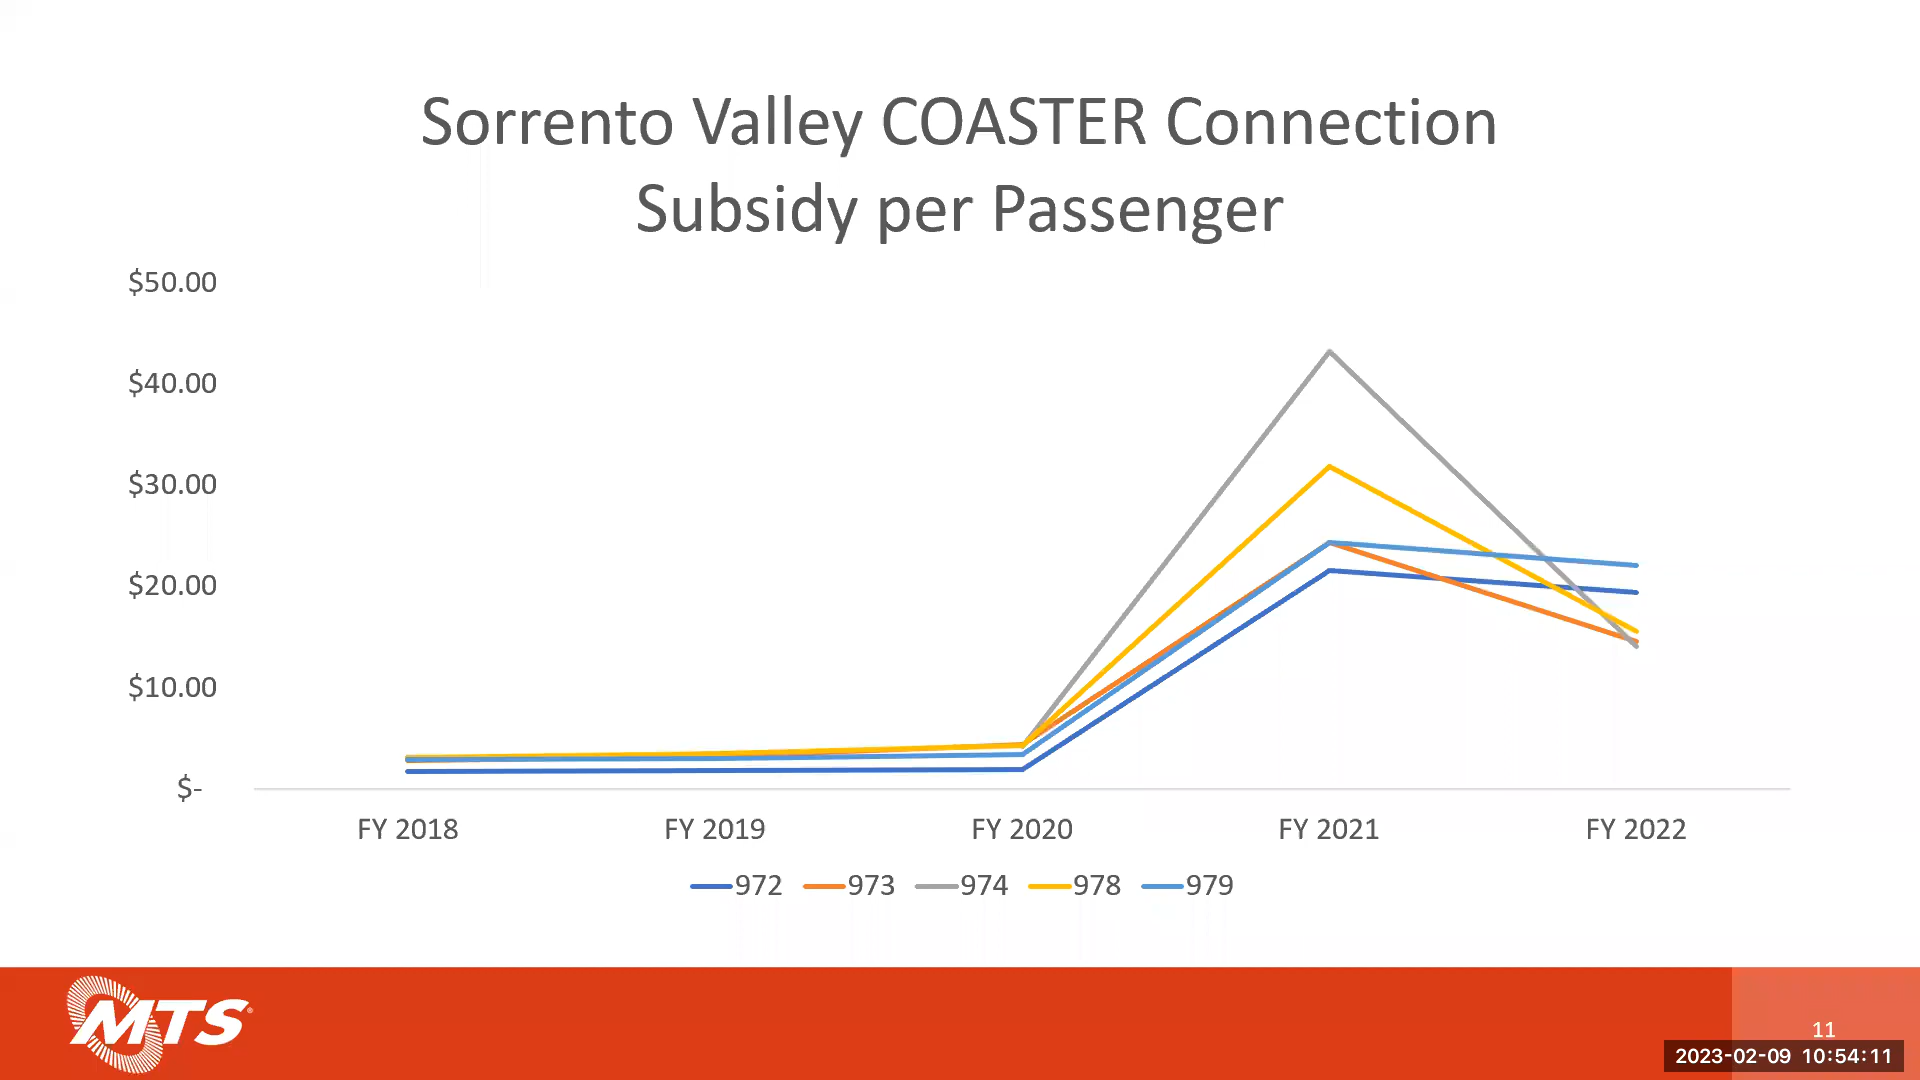 Sorrento Valley COASTER Connection
Subsidy per Passenger
$50.00
$40.00
$30.00
$20.00
$10.00
$-
FY 2018 FY 2019 FY 2020 FY 2021 FY 2022
972 973 974 978 979
MTS®
11
2023-02-09 10:54:11